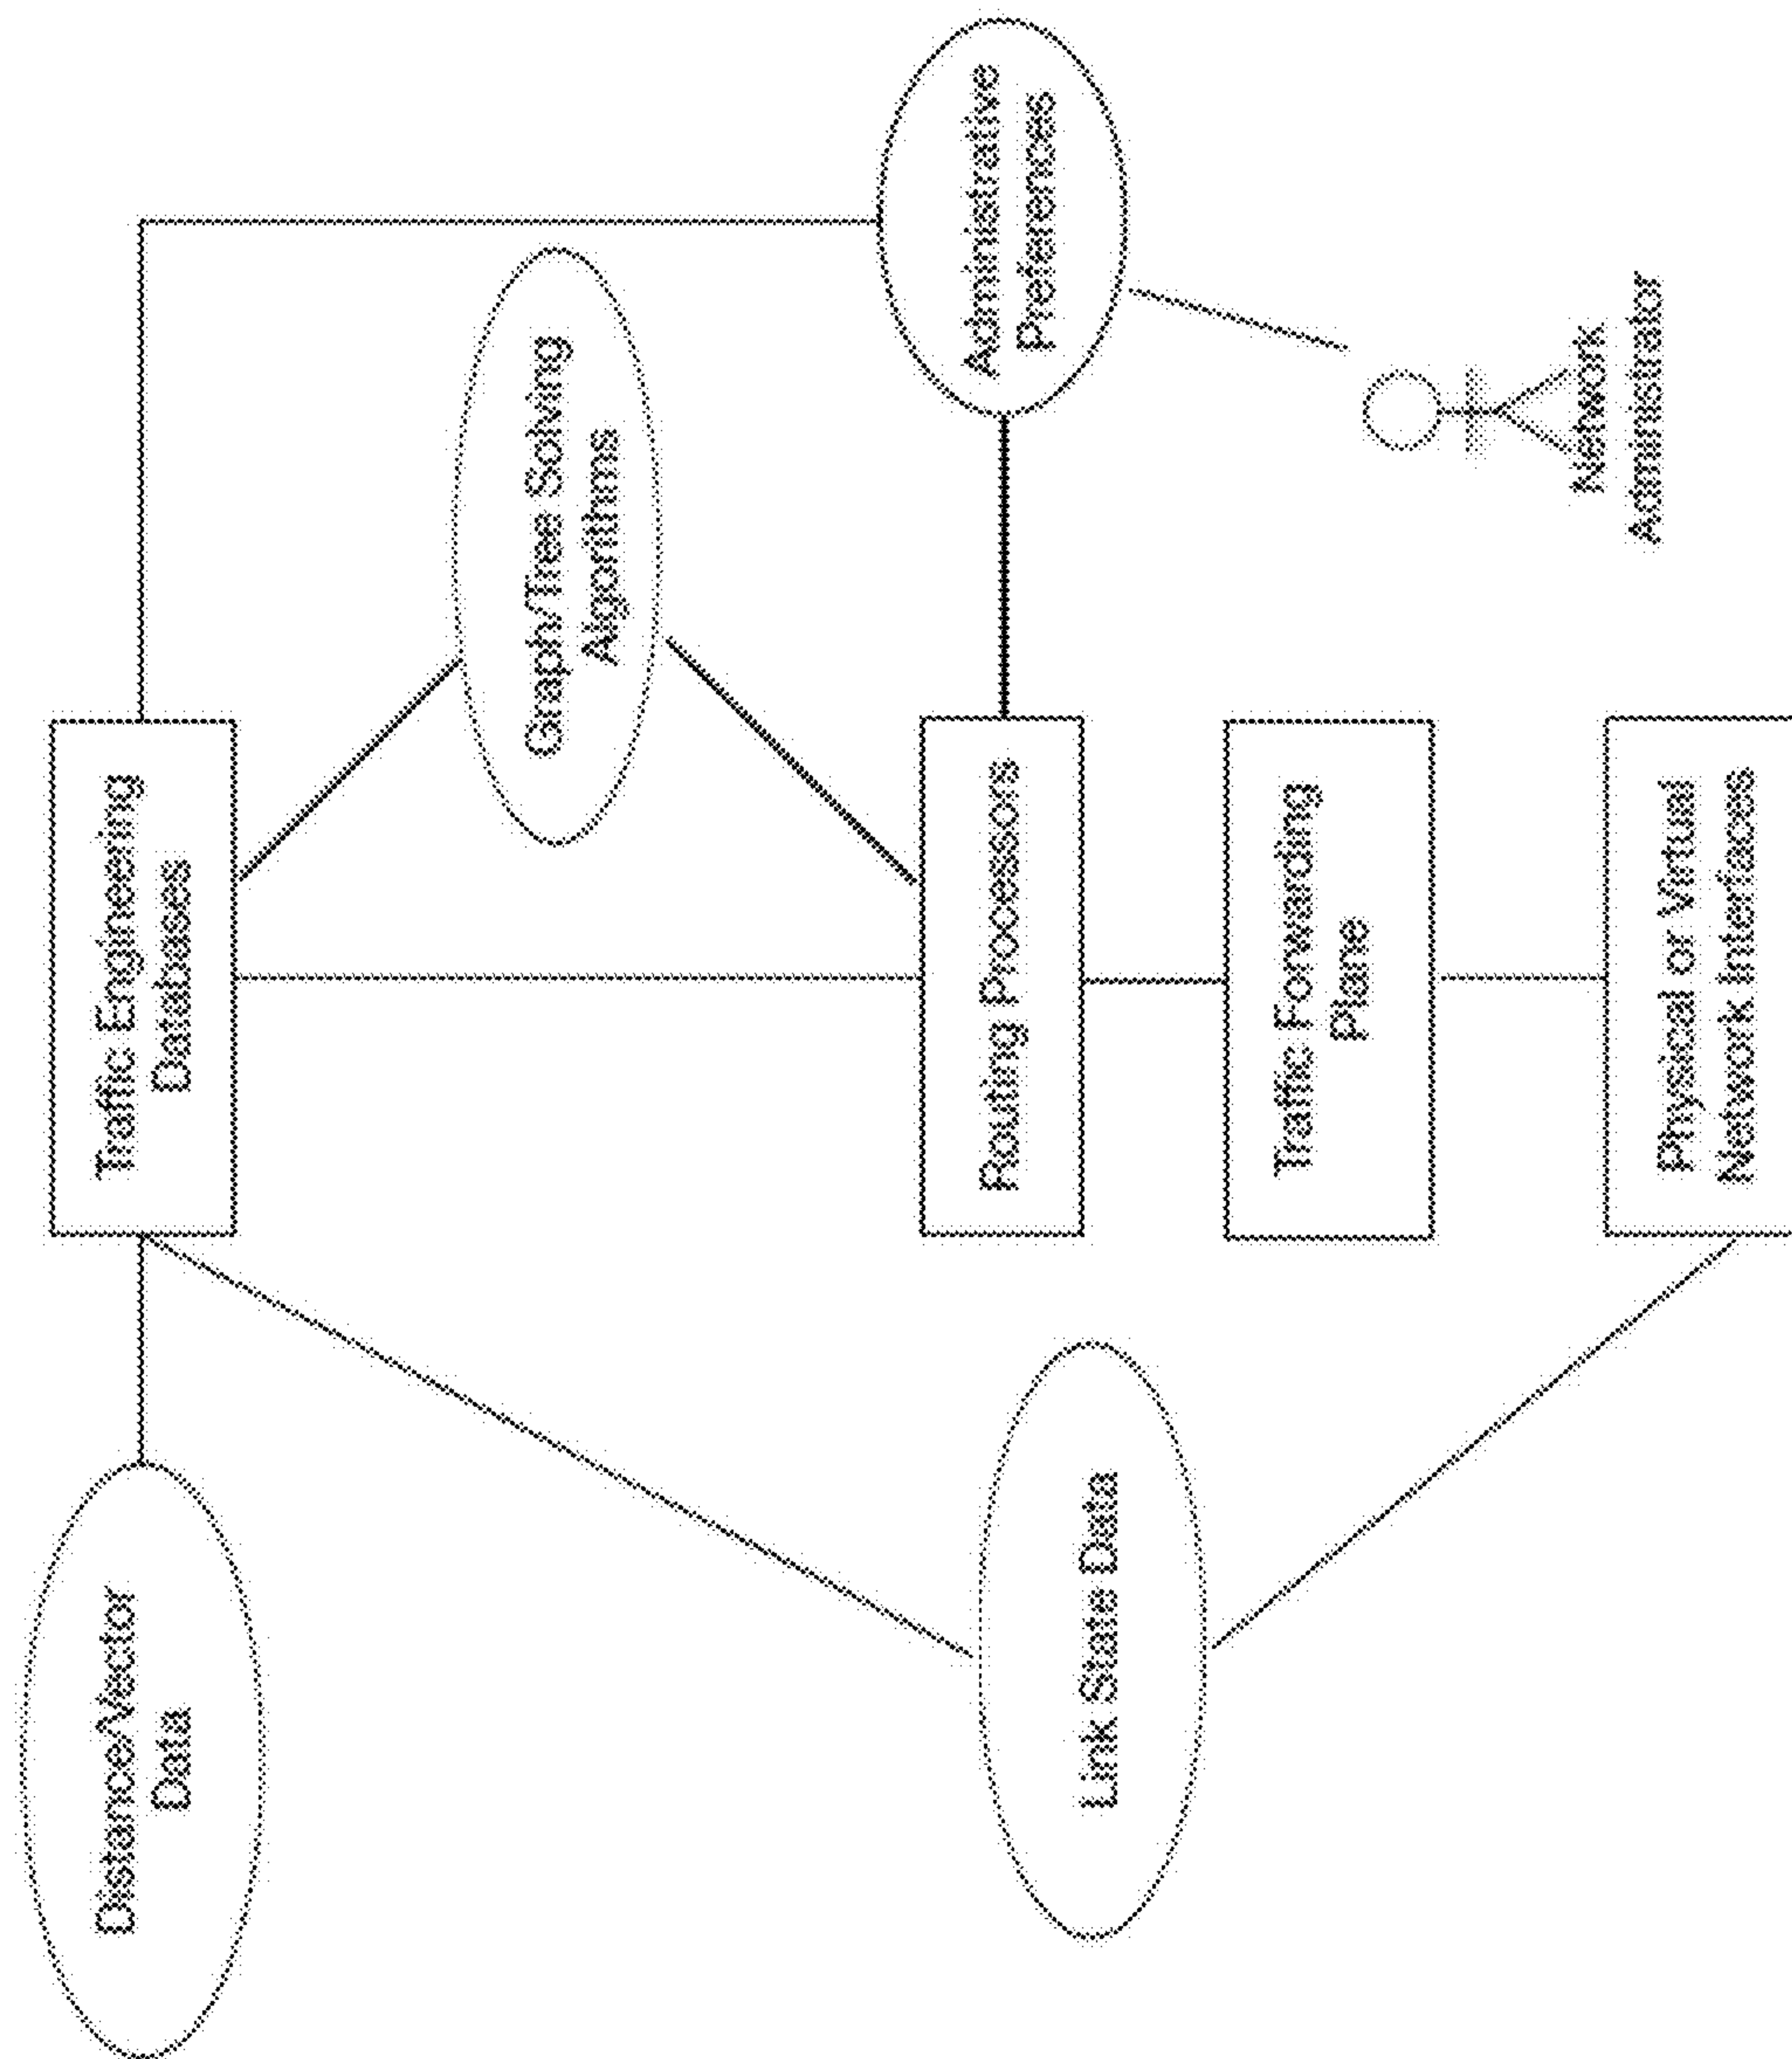 Distance/Vector
Data
Traffic Engineering
Databases
Graph/Tree Solving
Algorithms
Administrative
Preferences
Link State Data
Routing Processors
Traffic Forwarding
Plane
Physical or Virtual
Network Interfaces
Network
Administrator